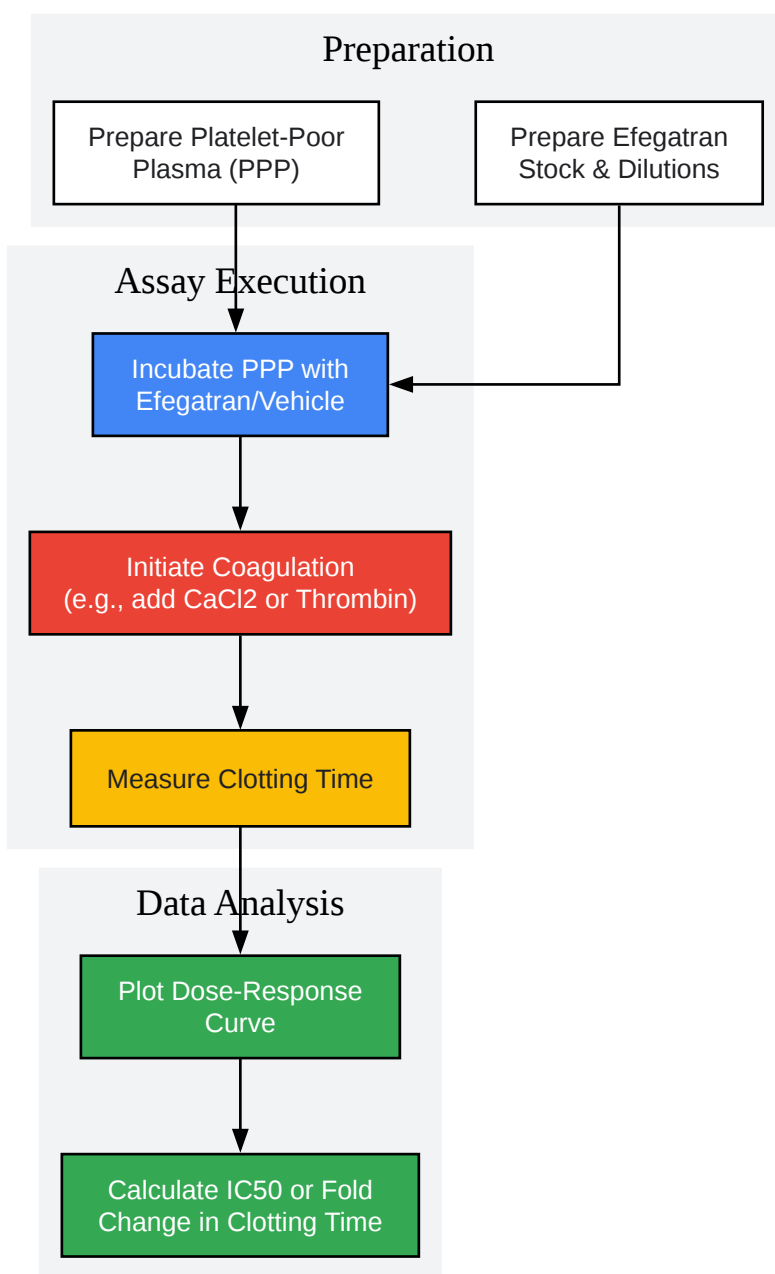 Preparation
Prepare Platelet-Poor
Plasma (PPP)
Prepare Efegatran
Stock & Dilutions
Assay Execution
Incubate PPP with
Efegatran/Vehicle
Initiate Coagulation
(e.g., add CaCl2 or Thrombin)
Measure Clotting Time
Data Analysis
Plot Dose-Response
Curve
Calculate IC50 or Fold
Change in Clotting Time